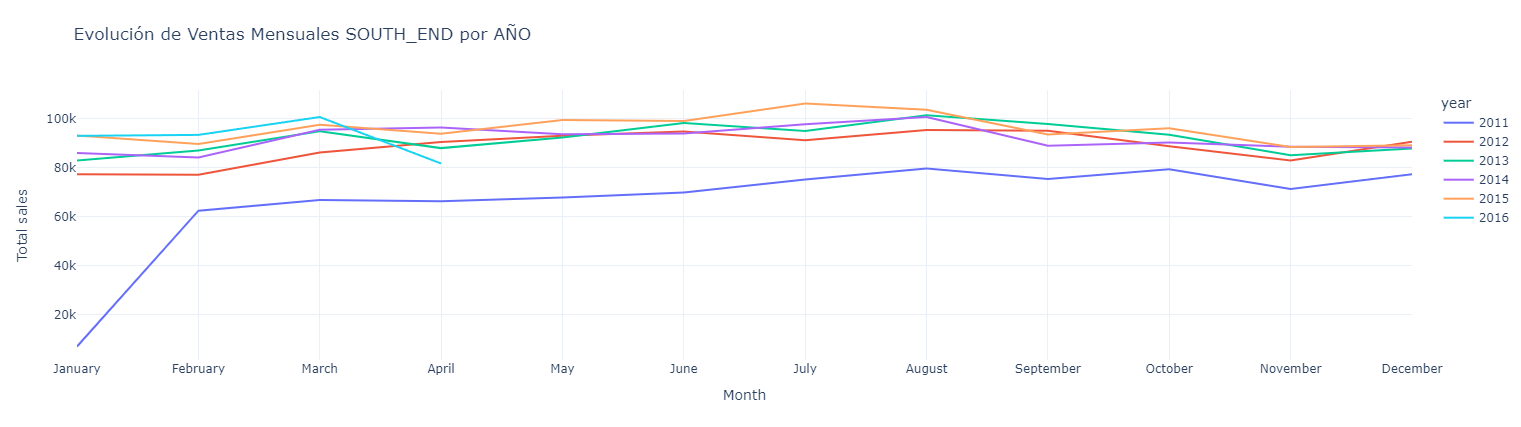 Evolución de Ventas Mensuales SOUTH_END por AÑO
year
2011
2012
2013
2014
2015
2016
Total sales
100k
80k
60k
40k
20k
January February March April May June July August September October November December
Month